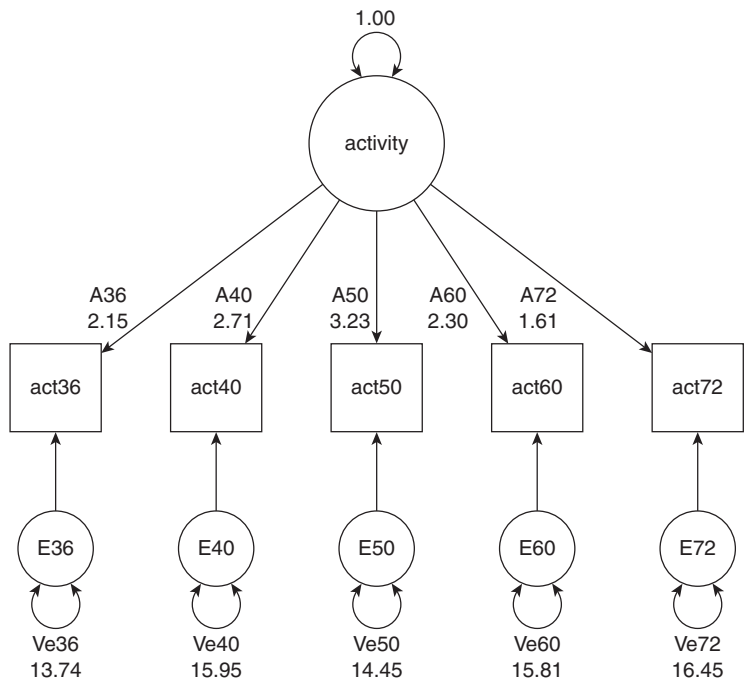 1.00
activity
A36 A40 A50 A60 A72
2.15 2.71 3.23 2.30 1.61
act36 act40 act50 act60 act72
E36 E40 E50 E60 E72
Ve36 Ve40 Ve50 Ve60 Ve72
13.74 15.95 14.45 15.81 16.45